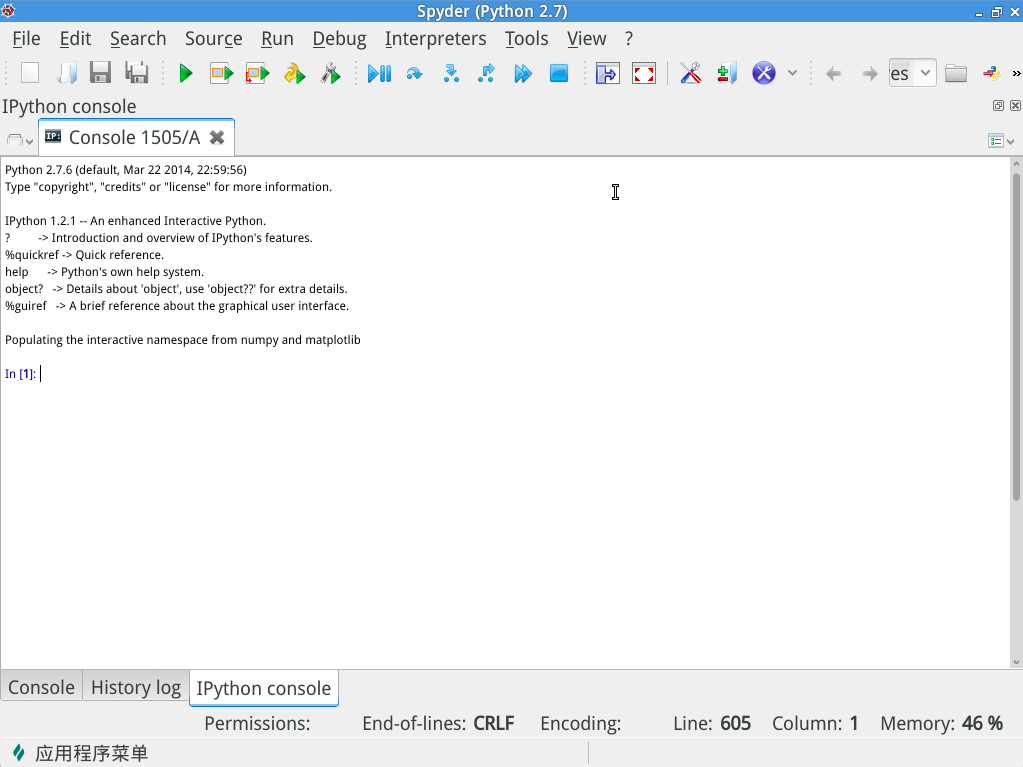 Spyder (Python 2.7)
File Edit Search Source Run Debug Interpreters Tools View ?
es
»
IPython console
IP: Console 1505/A
Python 2.7.6 (default, Mar 22 2014, 22:59:56)
Type "copyright", "credits" or "license" for more information.
IPython 1.2.1 -- An enhanced Interactive Python.
? -> Introduction and overview of IPython's features.
%quickref -> Quick reference.
help -> Python's own help system.
object? -> Details about 'object', use 'object??' for extra details.
%guiref -> A brief reference about the graphical user interface.
Populating the interactive namespace from numpy and matplotlib
In [1]:
Console History log IPython console
Permissions: End-of-lines: CRLF Encoding: Line: 605 Column: 1 Memory: 46 %
应用程序菜单